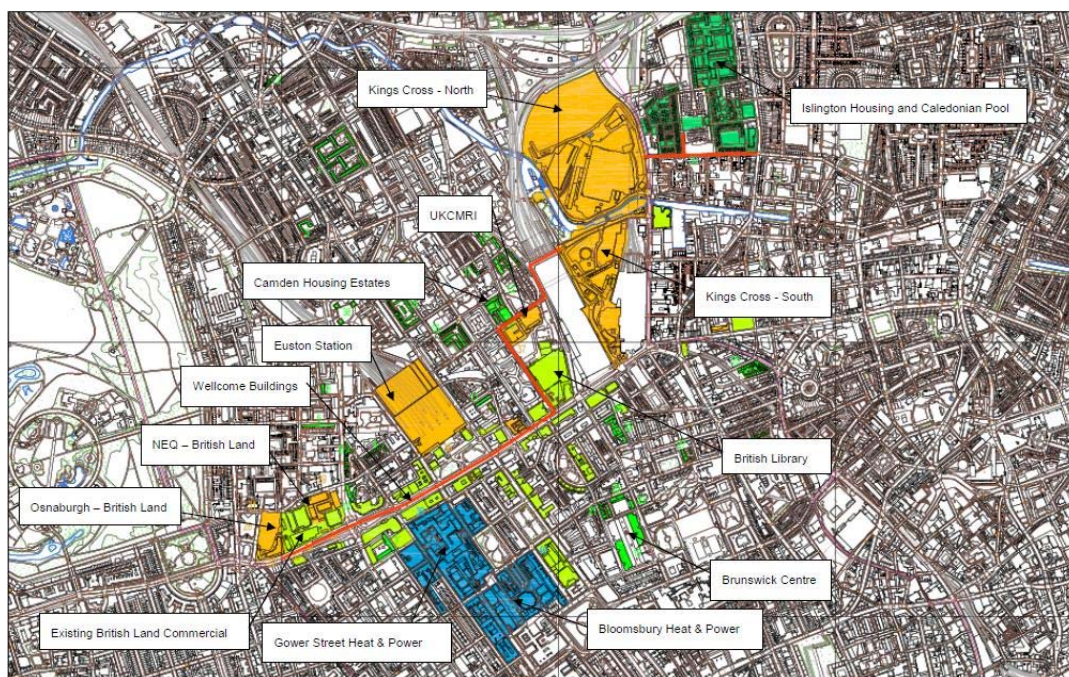 Kings Cross - North
Islington Housing and Caledonian Pool
UKCMRI
Camden Housing Estates
Kings Cross - South
Euston Station
Wellcome Buildings
NEQ – British Land
British Library
Osnaburgh – British Land
Brunswick Centre
Existing British Land Commercial
Gower Street Heat & Power
Bloomsbury Heat & Power